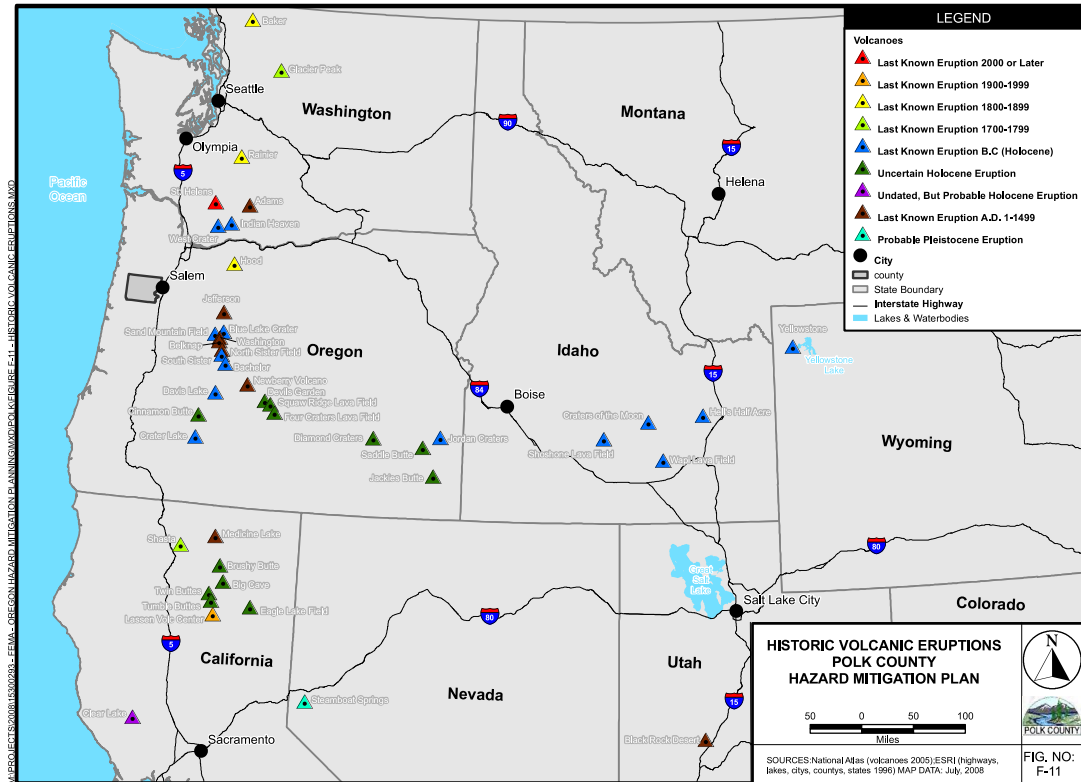 Baker
Glacier Peak
Seattle
Washington
Montana
90
Olympia
15
Rainier
5
Helena
Pacific
Ocean
St. Helens
Adams
Indian Heaven
West Crater
Hood
Salem
Jefferson
Sand Mountain Field
Blue Lake Crater
Belknap
Washington
North Sister Field
South Sister
Bachelor
Oregon
Idaho
Yellowstone
Yellowstone
Lake
15
84
Boise
Newberry Volcano
Davis Lake
Devils Garden
Squaw Ridge Lava Field
Cinnamon Butte
Four Craters Lava Field
Craters of the Moon
Hell's Half Acre
Crater Lake
Diamond Craters
Jordan Craters
Saddle Butte
Shoshone Lava Field
Wapi Lava Field
Jackies Butte
Wyoming
Medicine Lake
Shasta
80
Brushy Butte
Big Cave
Twin Buttes
Tumble Buttes
Eagle Lake Field
Lassen Volc Center
Great
Salt
Lake
Salt Lake City
80
Colorado
5
California
Utah
Nevada
Steamboat Springs
15
Clear Lake
Black Rock Desert
Sacramento
LEGEND
Volcanoes
Last Known Eruption 2000 or Later
Last Known Eruption 1900-1999
Last Known Eruption 1800-1899
Last Known Eruption 1700-1799
Last Known Eruption B.C (Holocene)
Uncertain Holocene Eruption
Undated, But Probable Holocene Eruption
Last Known Eruption A.D. 1-1499
Probable Pleistocene Eruption
City
county
State Boundary
Interstate Highway
Lakes & Waterbodies
HISTORIC VOLCANIC ERUPTIONS
POLK COUNTY
HAZARD MITIGATION PLAN
50 0 50 100
Miles
SOURCES:National Atlas (volcanoes 2005);ESRI (highways,
lakes, citys, countys, states 1996) MAP DATA: July, 2008
N
POLK COUNTY
FIG. NO:
F-11